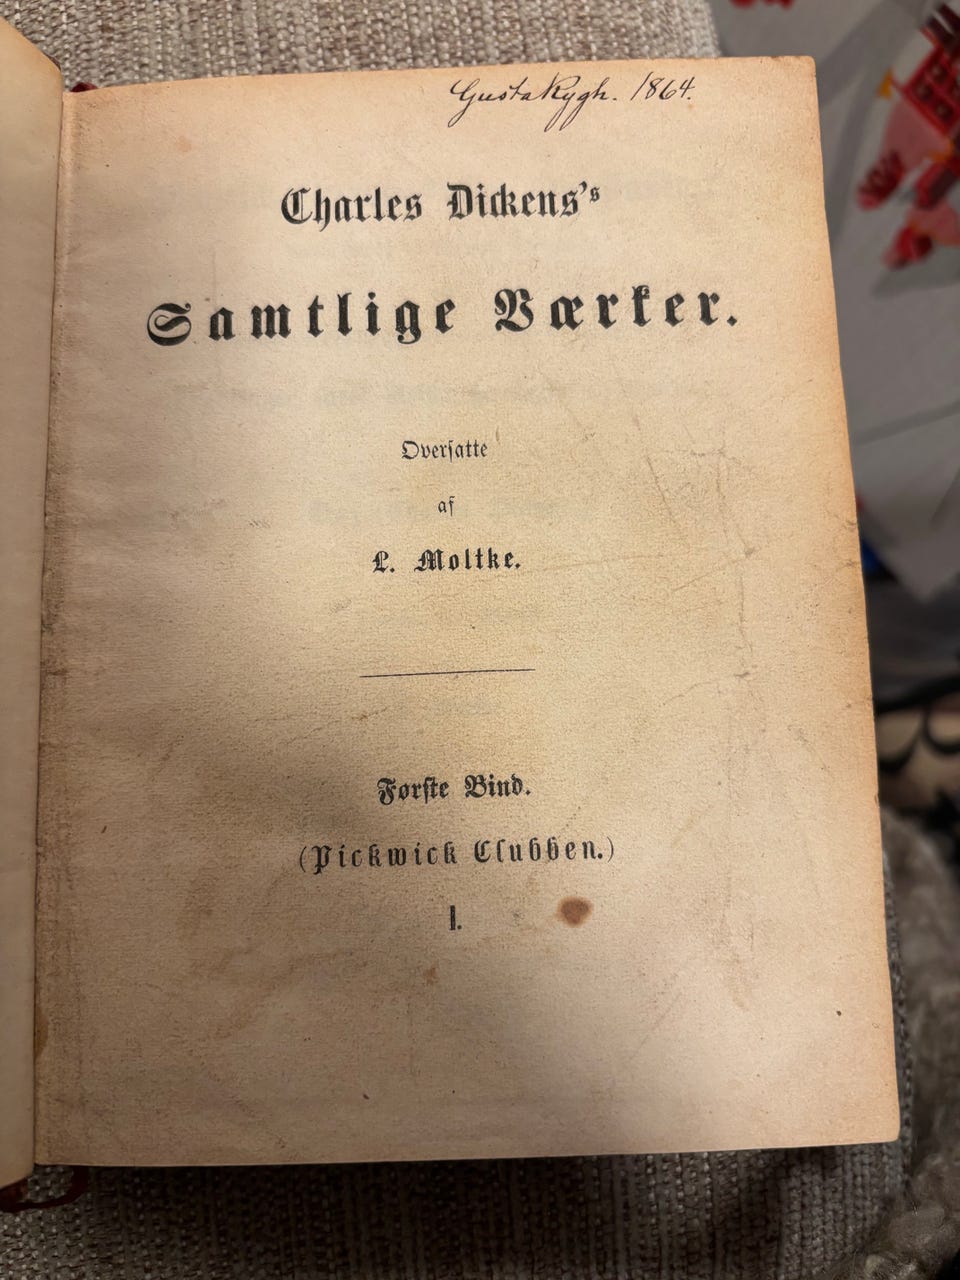 Gusta Rygh. 1864.
Charles Dickens's
Samtlige Værker.
Oversatte
af
L. Moltke.
Første Bind.
(Pickwick Clubben.)
I.